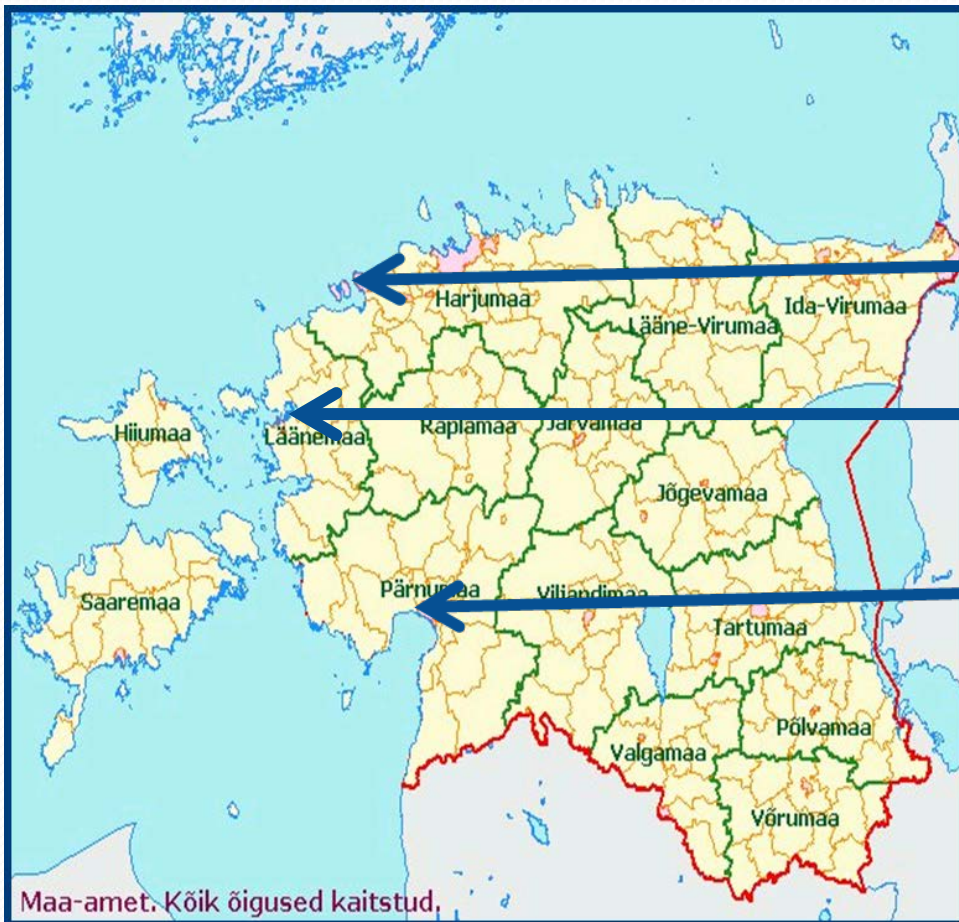 Harjumaa
Lääne-Virumaa
Ida-Virumaa
Hiiumaa
Läänemaa
Raplamaa
Järvamaa
Jõgevamaa
Saaremaa
Pärnumaa
Viljandimaa
Tartumaa
Valgamaa
Põlvamaa
Võrumaa
Maa-amet. Kõik õigused kaitstud.